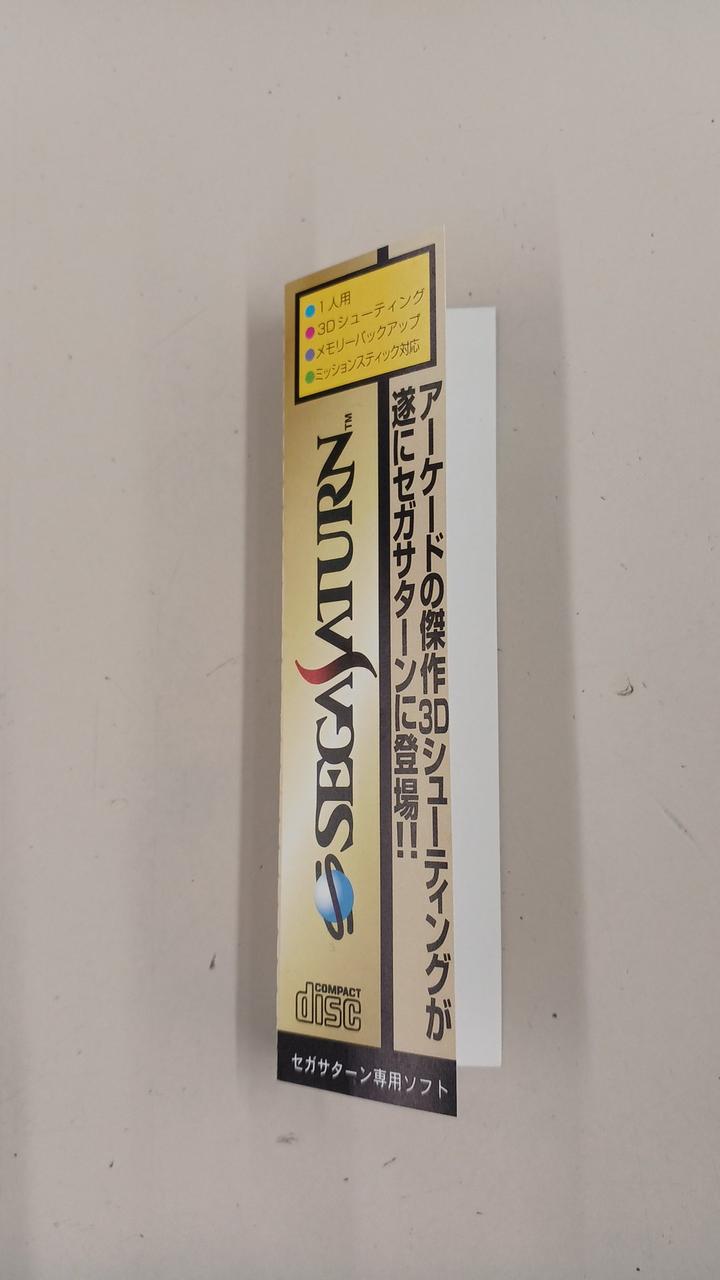 1人用
3Dシューティング
メモリーバックアップ
ミッションスティック対応
アーケードの傑作3Dシューティングが
遂にセガサターンに登場!!
SEGA SATURN™
COMPACT
disc
セガサターン専用ソフト